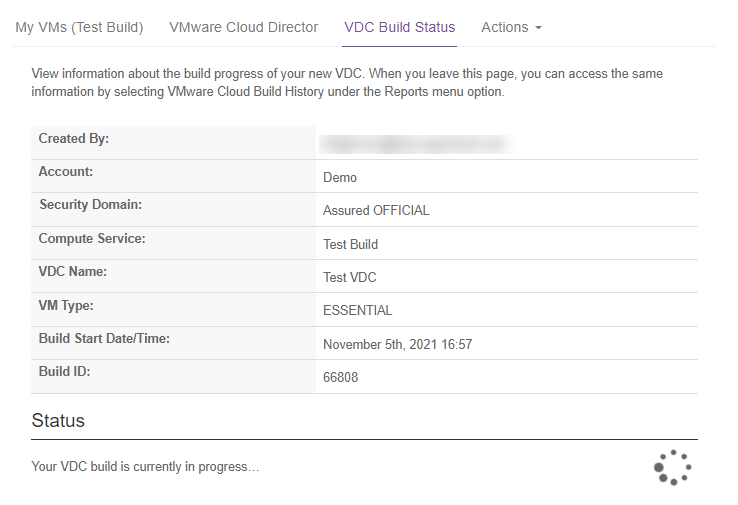 My VMs (Test Build) VMware Cloud Director VDC Build Status Actions
View information about the build progress of your new VDC. When you leave this page, you can access the same
information by selecting VMware Cloud Build History under the Reports menu option.
Created By:
Account: Demo
Security Domain: Assured OFFICIAL
Compute Service: Test Build
VDC Name: Test VDC
VM Type: ESSENTIAL
Build Start Date/Time: November 5th, 2021 16:57
Build ID: 66808
Status
Your VDC build is currently in progress…